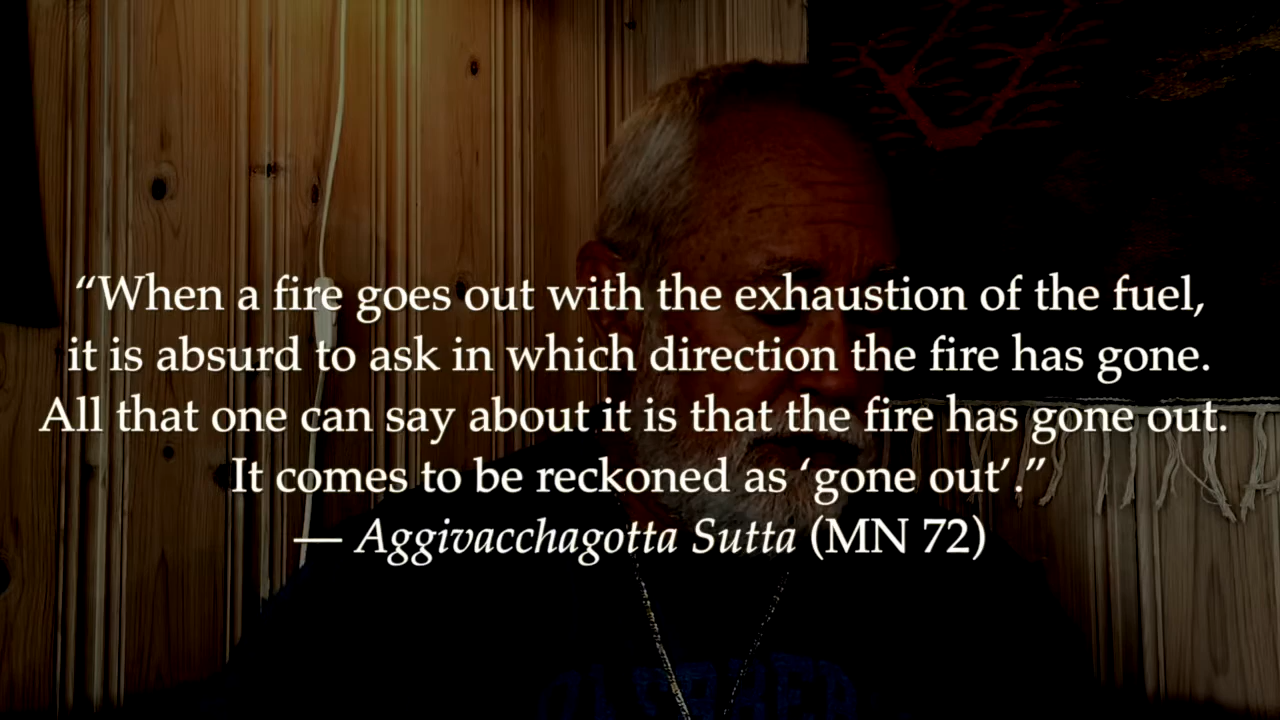 “When a fire goes out with the exhaustion of the fuel,
it is absurd to ask in which direction the fire has gone.
All that one can say about it is that the fire has gone out.
It comes to be reckoned as ‘gone out’.”
— Aggivacchagotta Sutta (MN 72)